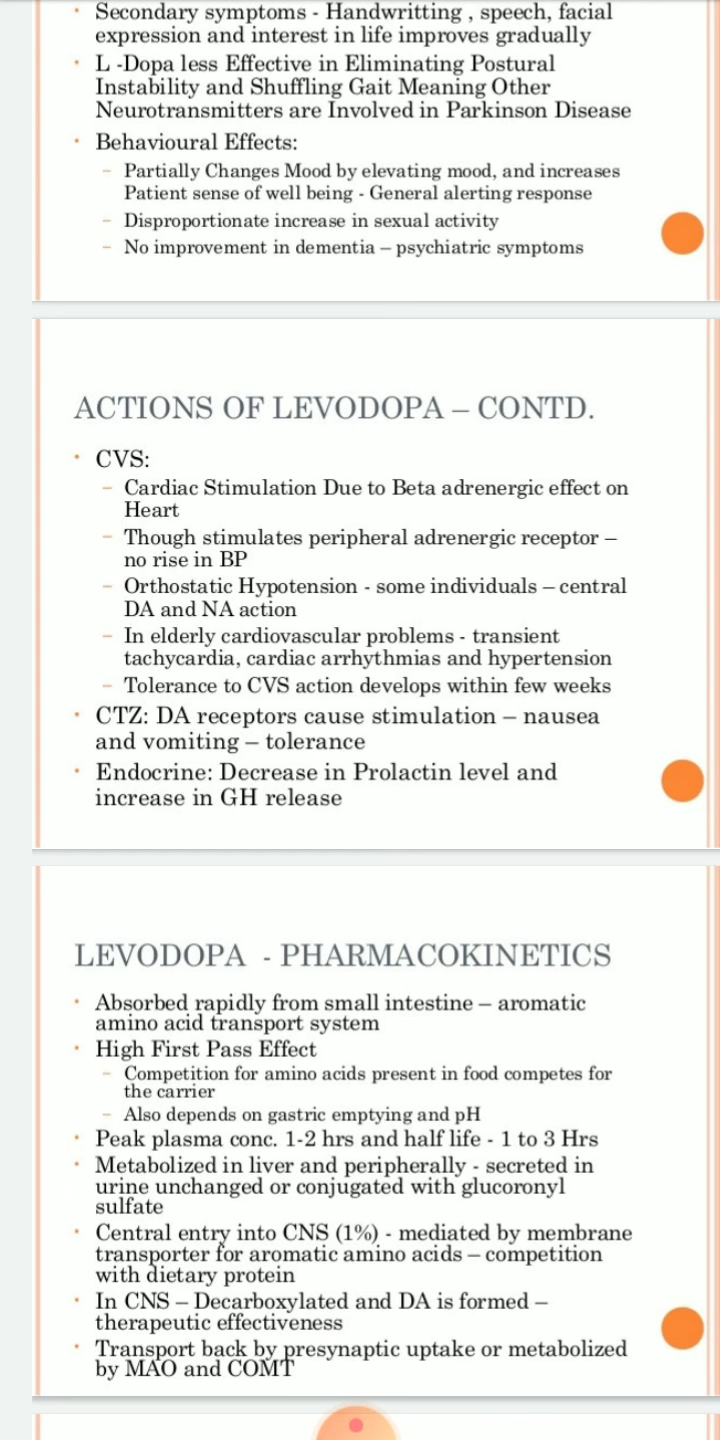 • Secondary symptoms - Handwritting , speech, facial
expression and interest in life improves gradually
• L -Dopa less Effective in Eliminating Postural
Instability and Shuffling Gait Meaning Other
Neurotransmitters are Involved in Parkinson Disease
• Behavioural Effects:
– Partially Changes Mood by elevating mood, and increases
Patient sense of well being - General alerting response
– Disproportionate increase in sexual activity
– No improvement in dementia – psychiatric symptoms
ACTIONS OF LEVODOPA – CONTD.
• CVS:
– Cardiac Stimulation Due to Beta adrenergic effect on
Heart
– Though stimulates peripheral adrenergic receptor –
no rise in BP
– Orthostatic Hypotension - some individuals – central
DA and NA action
– In elderly cardiovascular problems - transient
tachycardia, cardiac arrhythmias and hypertension
– Tolerance to CVS action develops within few weeks
• CTZ: DA receptors cause stimulation – nausea
and vomiting – tolerance
• Endocrine: Decrease in Prolactin level and
increase in GH release
LEVODOPA - PHARMACOKINETICS
• Absorbed rapidly from small intestine – aromatic
amino acid transport system
• High First Pass Effect
– Competition for amino acids present in food competes for
the carrier
– Also depends on gastric emptying and pH
• Peak plasma conc. 1-2 hrs and half life - 1 to 3 Hrs
• Metabolized in liver and peripherally - secreted in
urine unchanged or conjugated with glucoronyl
sulfate
• Central entry into CNS (1%) - mediated by membrane
transporter for aromatic amino acids – competition
with dietary protein
• In CNS – Decarboxylated and DA is formed –
therapeutic effectiveness
• Transport back by presynaptic uptake or metabolized
by MAO and COMT